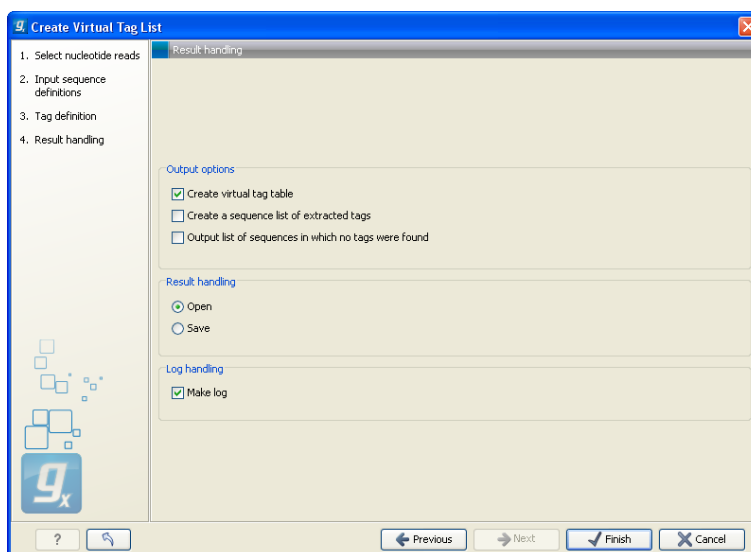 Create Virtual Tag List
1. Select nucleotide reads
2. Input sequence
definitions
3. Tag definition
4. Result handling
Result handling
Output options
Create virtual tag table
Create a sequence list of extracted tags
Output list of sequences in which no tags were found
Result handling
Open
Save
Log handling
Make log
gx
?
Previous
Next
Finish
Cancel